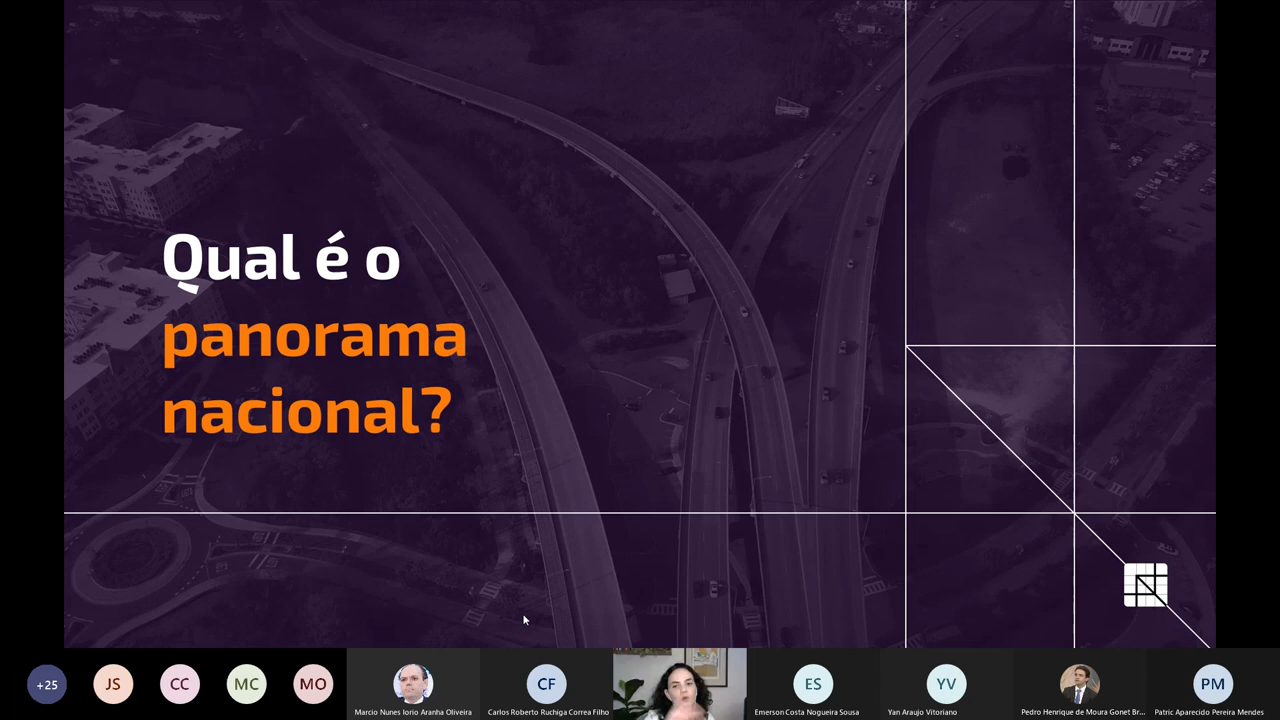 Qual é o
panorama
nacional?
+25
JS
CC
MC
MO
CF
ES
YV
PM
Marcio Nunes Iorio Aranha Oliveira
Carlos Roberto Ruchiga Correa Filho
Emerson Costa Nogueira Sousa
Yan Araujo Vitoriano
Pedro Henrique De Moura Gonet Br...
Patric Aparecido Pereira Mendes